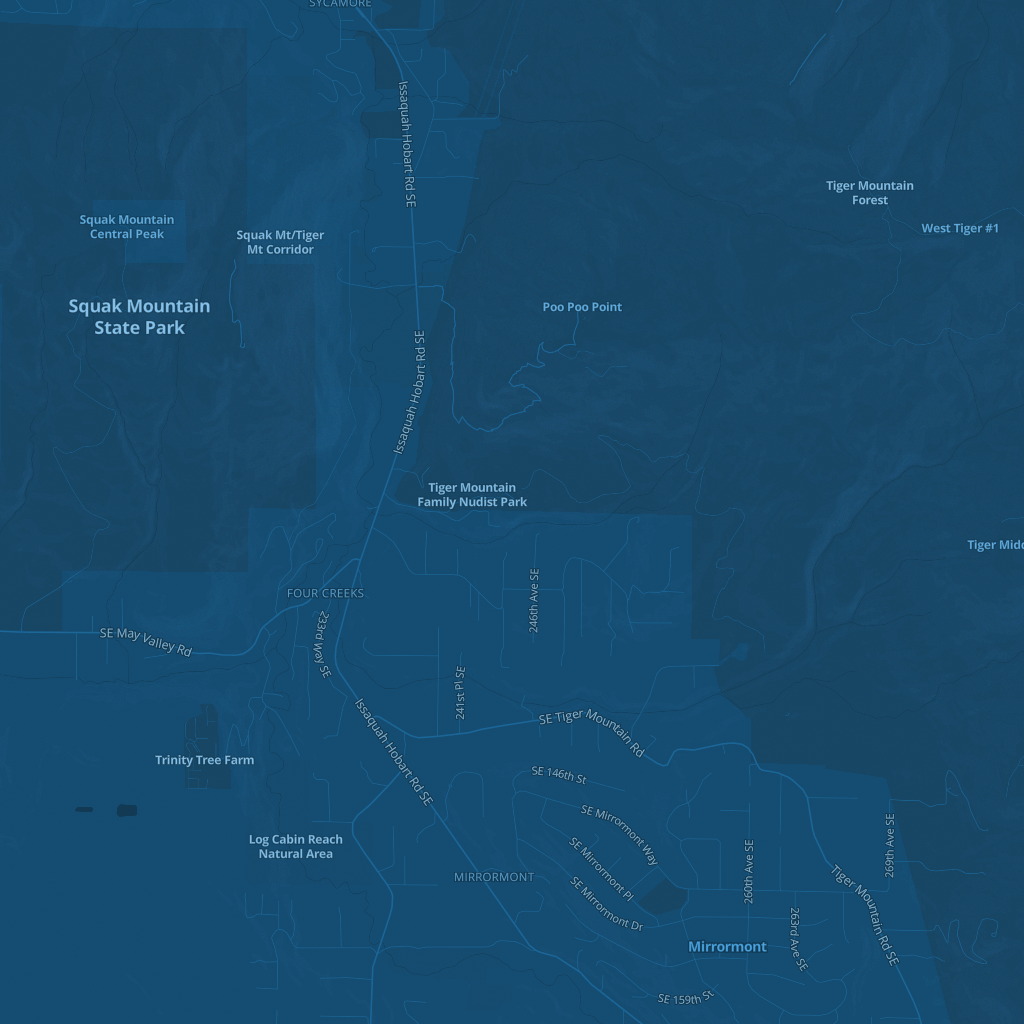 SYCAMORE
Issaquah Hobart Rd SE
Tiger Mountain
Forest
Squak Mountain
Central Peak
Squak Mt/Tiger
Mt Corridor
West Tiger #1
Squak Mountain
State Park
Poo Poo Point
Issaquah Hobart Rd SE
Tiger Mountain
Family Nudist Park
Tiger Midd
FOUR CREEKS
246th Ave SE
SE May Valley Rd
233rd Way SE
241st Pl SE
SE Tiger Mountain Rd
Issaquah Hobart Rd SE
Trinity Tree Farm
SE 146th St
SE Mirrormont Way
Log Cabin Reach
Natural Area
SE Mirrormont Pl
269th Ave SE
260th Ave SE
MIRRORMONT
SE Mirrormont Dr
Tiger Mountain Rd SE
263rd Ave SE
Mirrormont
SE 159th St